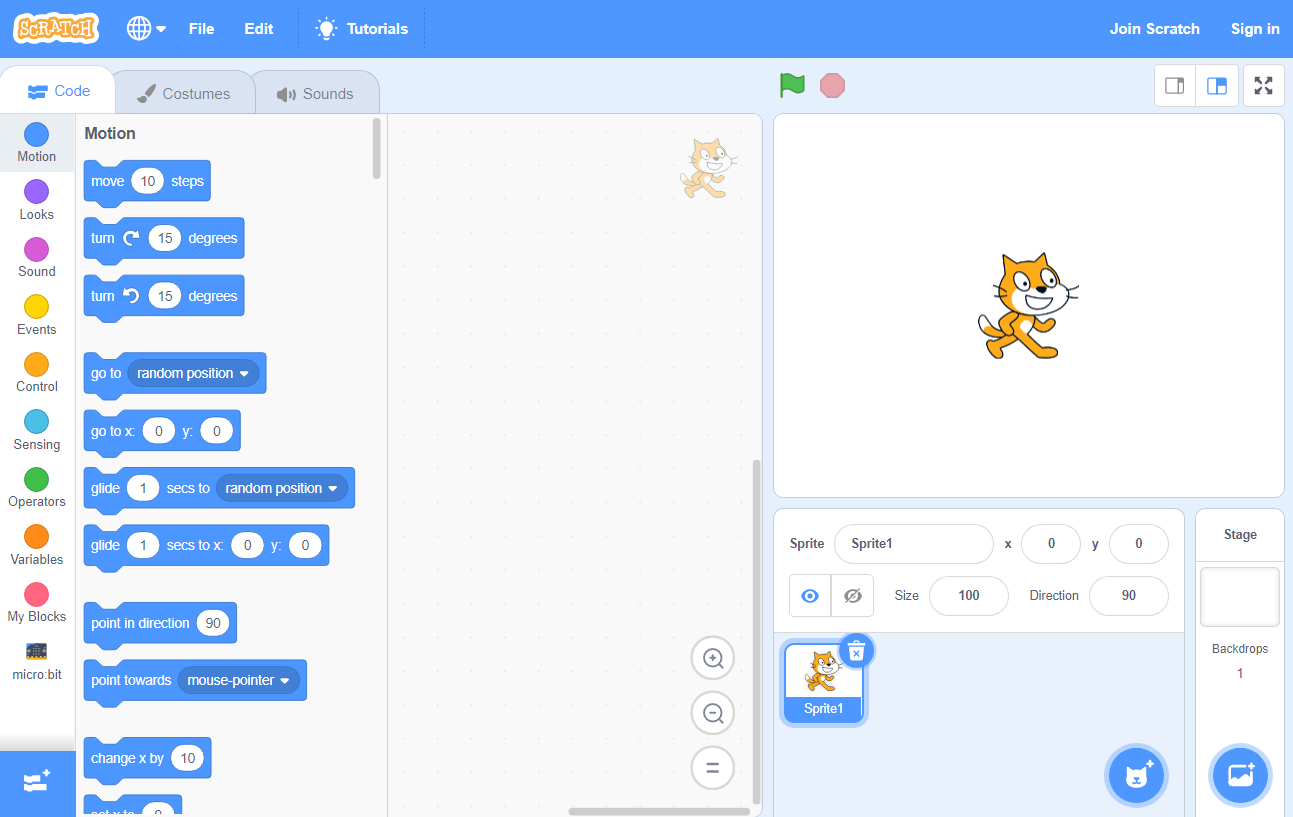 SCRATCH File Edit Tutorials Join Scratch Sign in
Code Costumes Sounds
Motion
Looks
Sound
Events
Control
Sensing
Operators
Variables
My Blocks
micro:bit
Motion
move 10 steps
turn 15 degrees
turn 15 degrees
go to random position
go to x: 0 y: 0
glide 1 secs to random position
glide 1 secs to x: 0 y: 0
point in direction 90
point towards mouse-pointer
change x by 10
set x to 0
Sprite Sprite1 x 0 y 0
Size 100 Direction 90
Sprite1
Stage
Backdrops
1